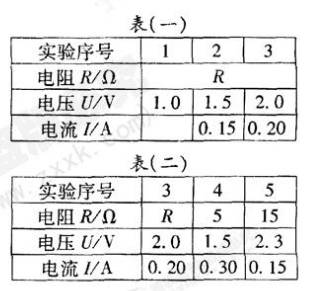 表(一)
实验序号 1 2 3
电阻 R/Ω R
电压 U/V 1.0 1.5 2.0
电流 I/A 0.15 0.20
表(二)
实验序号 3 4 5
电阻 R/Ω R 5 15
电压 U/V 2.0 1.5 2.3
电流 I/A 0.20 0.30 0.15